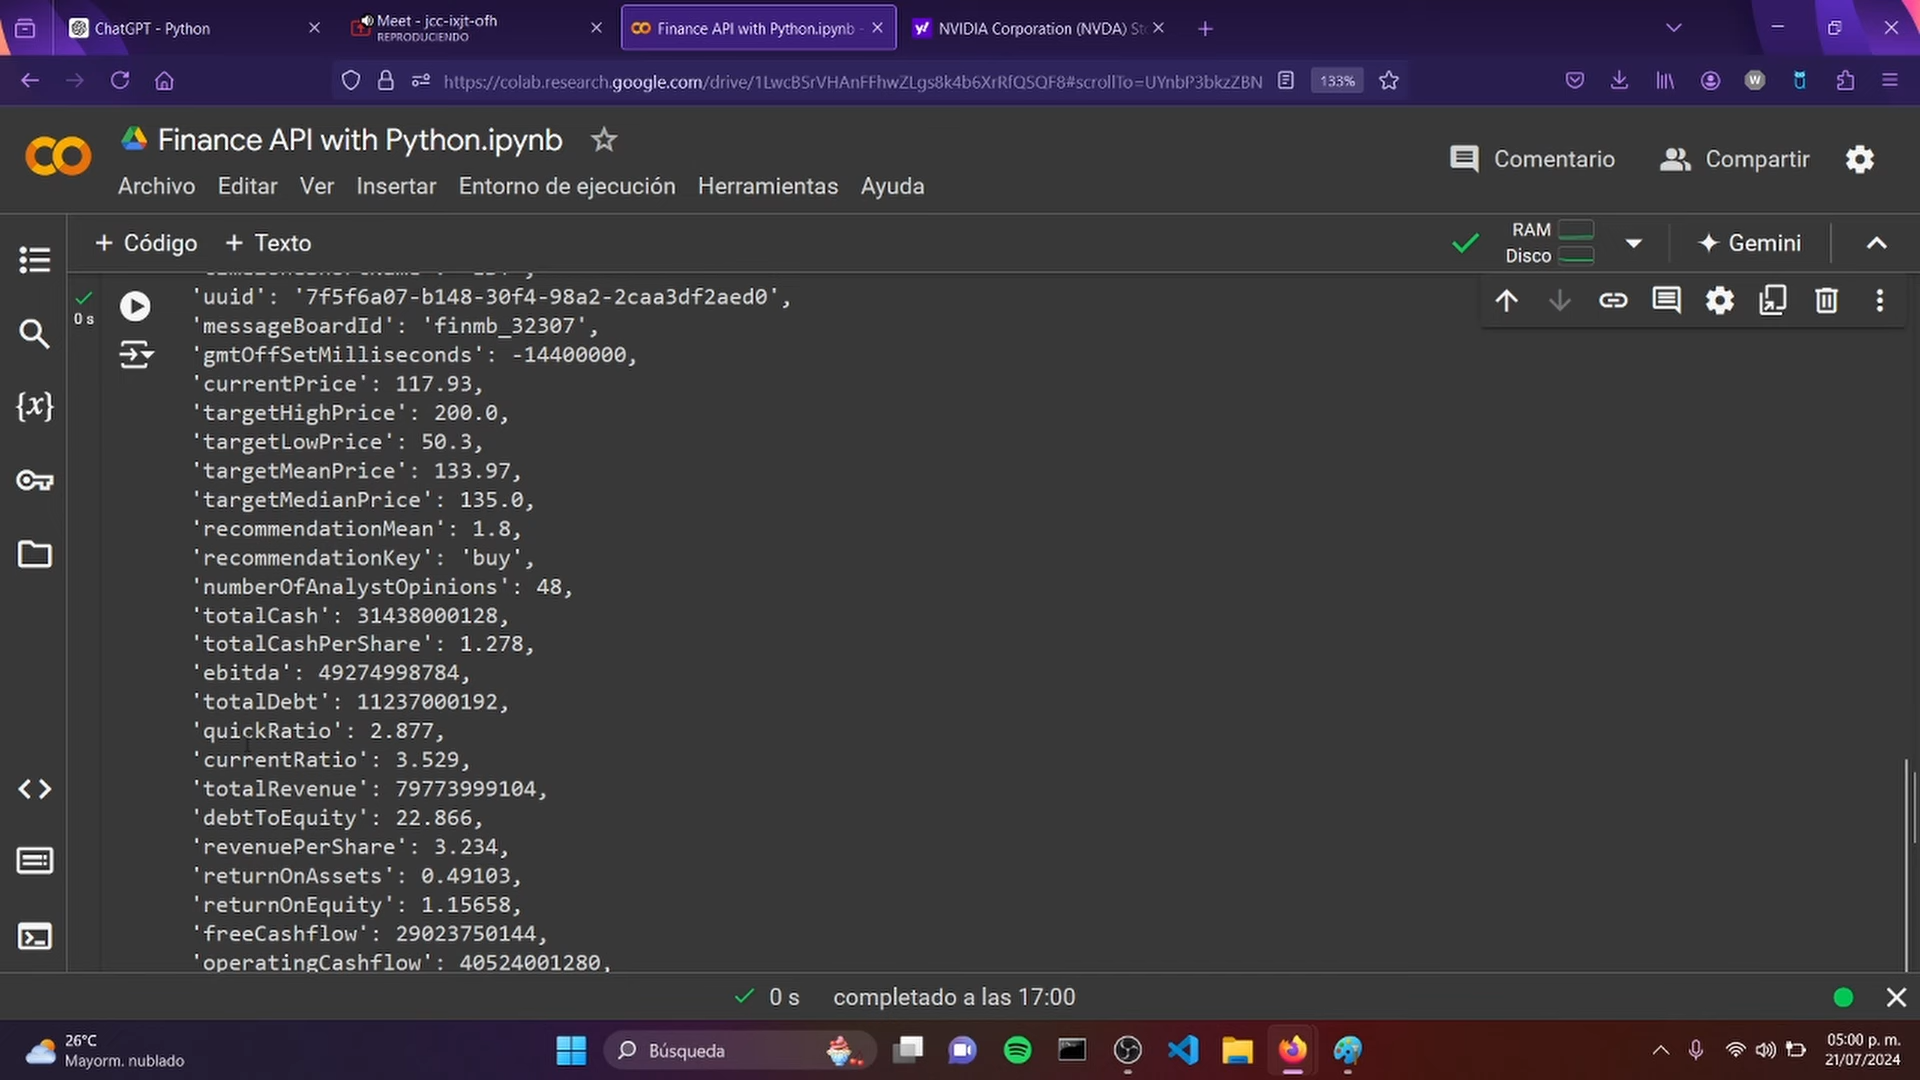 ChatGPT - Python
Meet - jcc-ixjt-ofh
REPRODUCIENDO
Finance API with Python.ipynb -
NVIDIA Corporation (NVDA) Sto
https://colab.research.google.com/drive/1LwcBSrVHAnFFhwZLgs8k4b6XrRfQSQF8#scrollTo=UYnbP3bkzZBN
133%
Finance API with Python.ipynb
Comentario
Compartir
Archivo
Editar
Ver
Insertar
Entorno de ejecución
Herramientas
Ayuda
+ Código
+ Texto
RAM
Disco
Gemini
0 s
'uuid': '7f5f6a07-b148-30f4-98a2-2caa3df2aed0',
'messageBoardId': 'finmb_32307',
'gmtOffSetMilliseconds': -14400000,
'currentPrice': 117.93,
'targetHighPrice': 200.0,
'targetLowPrice': 50.3,
'targetMeanPrice': 133.97,
'targetMedianPrice': 135.0,
'recommendationMean': 1.8,
'recommendationKey': 'buy',
'numberOfAnalystOpinions': 48,
'totalCash': 31438000128,
'totalCashPerShare': 1.278,
'ebitda': 49274998784,
'totalDebt': 11237000192,
'quickRatio': 2.877,
'currentRatio': 3.529,
'totalRevenue': 79773999104,
'debtToEquity': 22.866,
'revenuePerShare': 3.234,
'returnOnAssets': 0.49103,
'returnOnEquity': 1.15658,
'freeCashflow': 29023750144,
'operatingCashflow': 40524001280,
0 s completado a las 17:00
26°C
Mayorm. nublado
Búsqueda
05:00 p. m.
21/07/2024